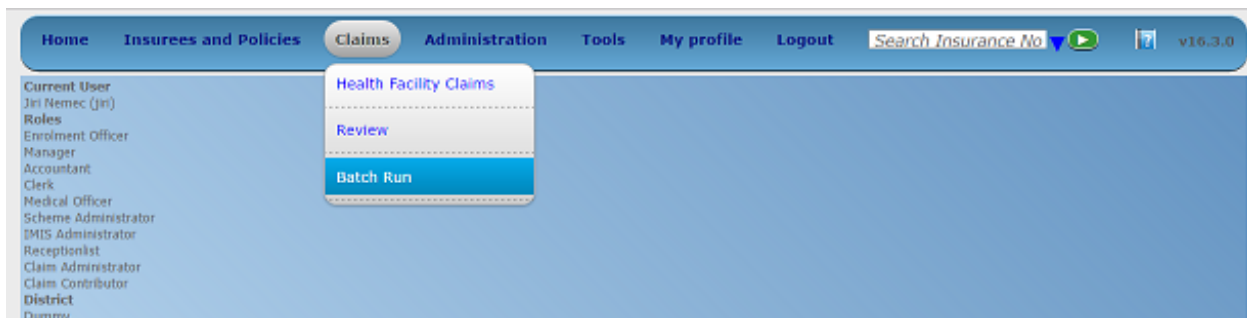 Home Insurees and Policies Claims Administration Tools My profile Logout Search Insurance No v16.3.0
Health Facility Claims
Review
Batch Run
Current User
Jiri Nemec (jiri)
Roles
Enrolment Officer
Manager
Accountant
Clerk
Medical Officer
Scheme Administrator
IMIS Administrator
Receptionist
Claim Administrator
Claim Contributor
District
Dummy